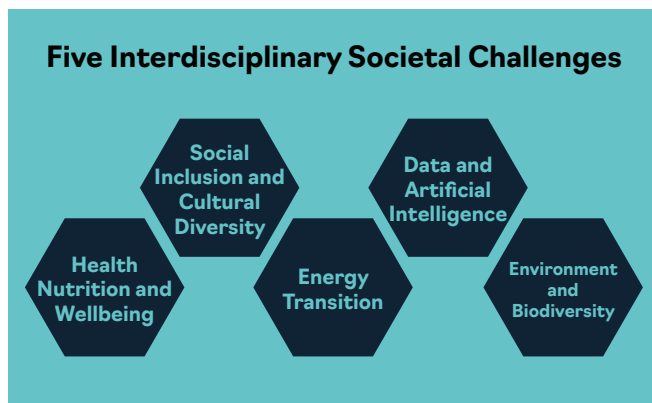 Five Interdisciplinary Societal Challenges
Health
Nutrition and
Wellbeing
Social
Inclusion and
Cultural
Diversity
Energy
Transition
Data and
Artificial
Intelligence
Environment
and
Biodiversity